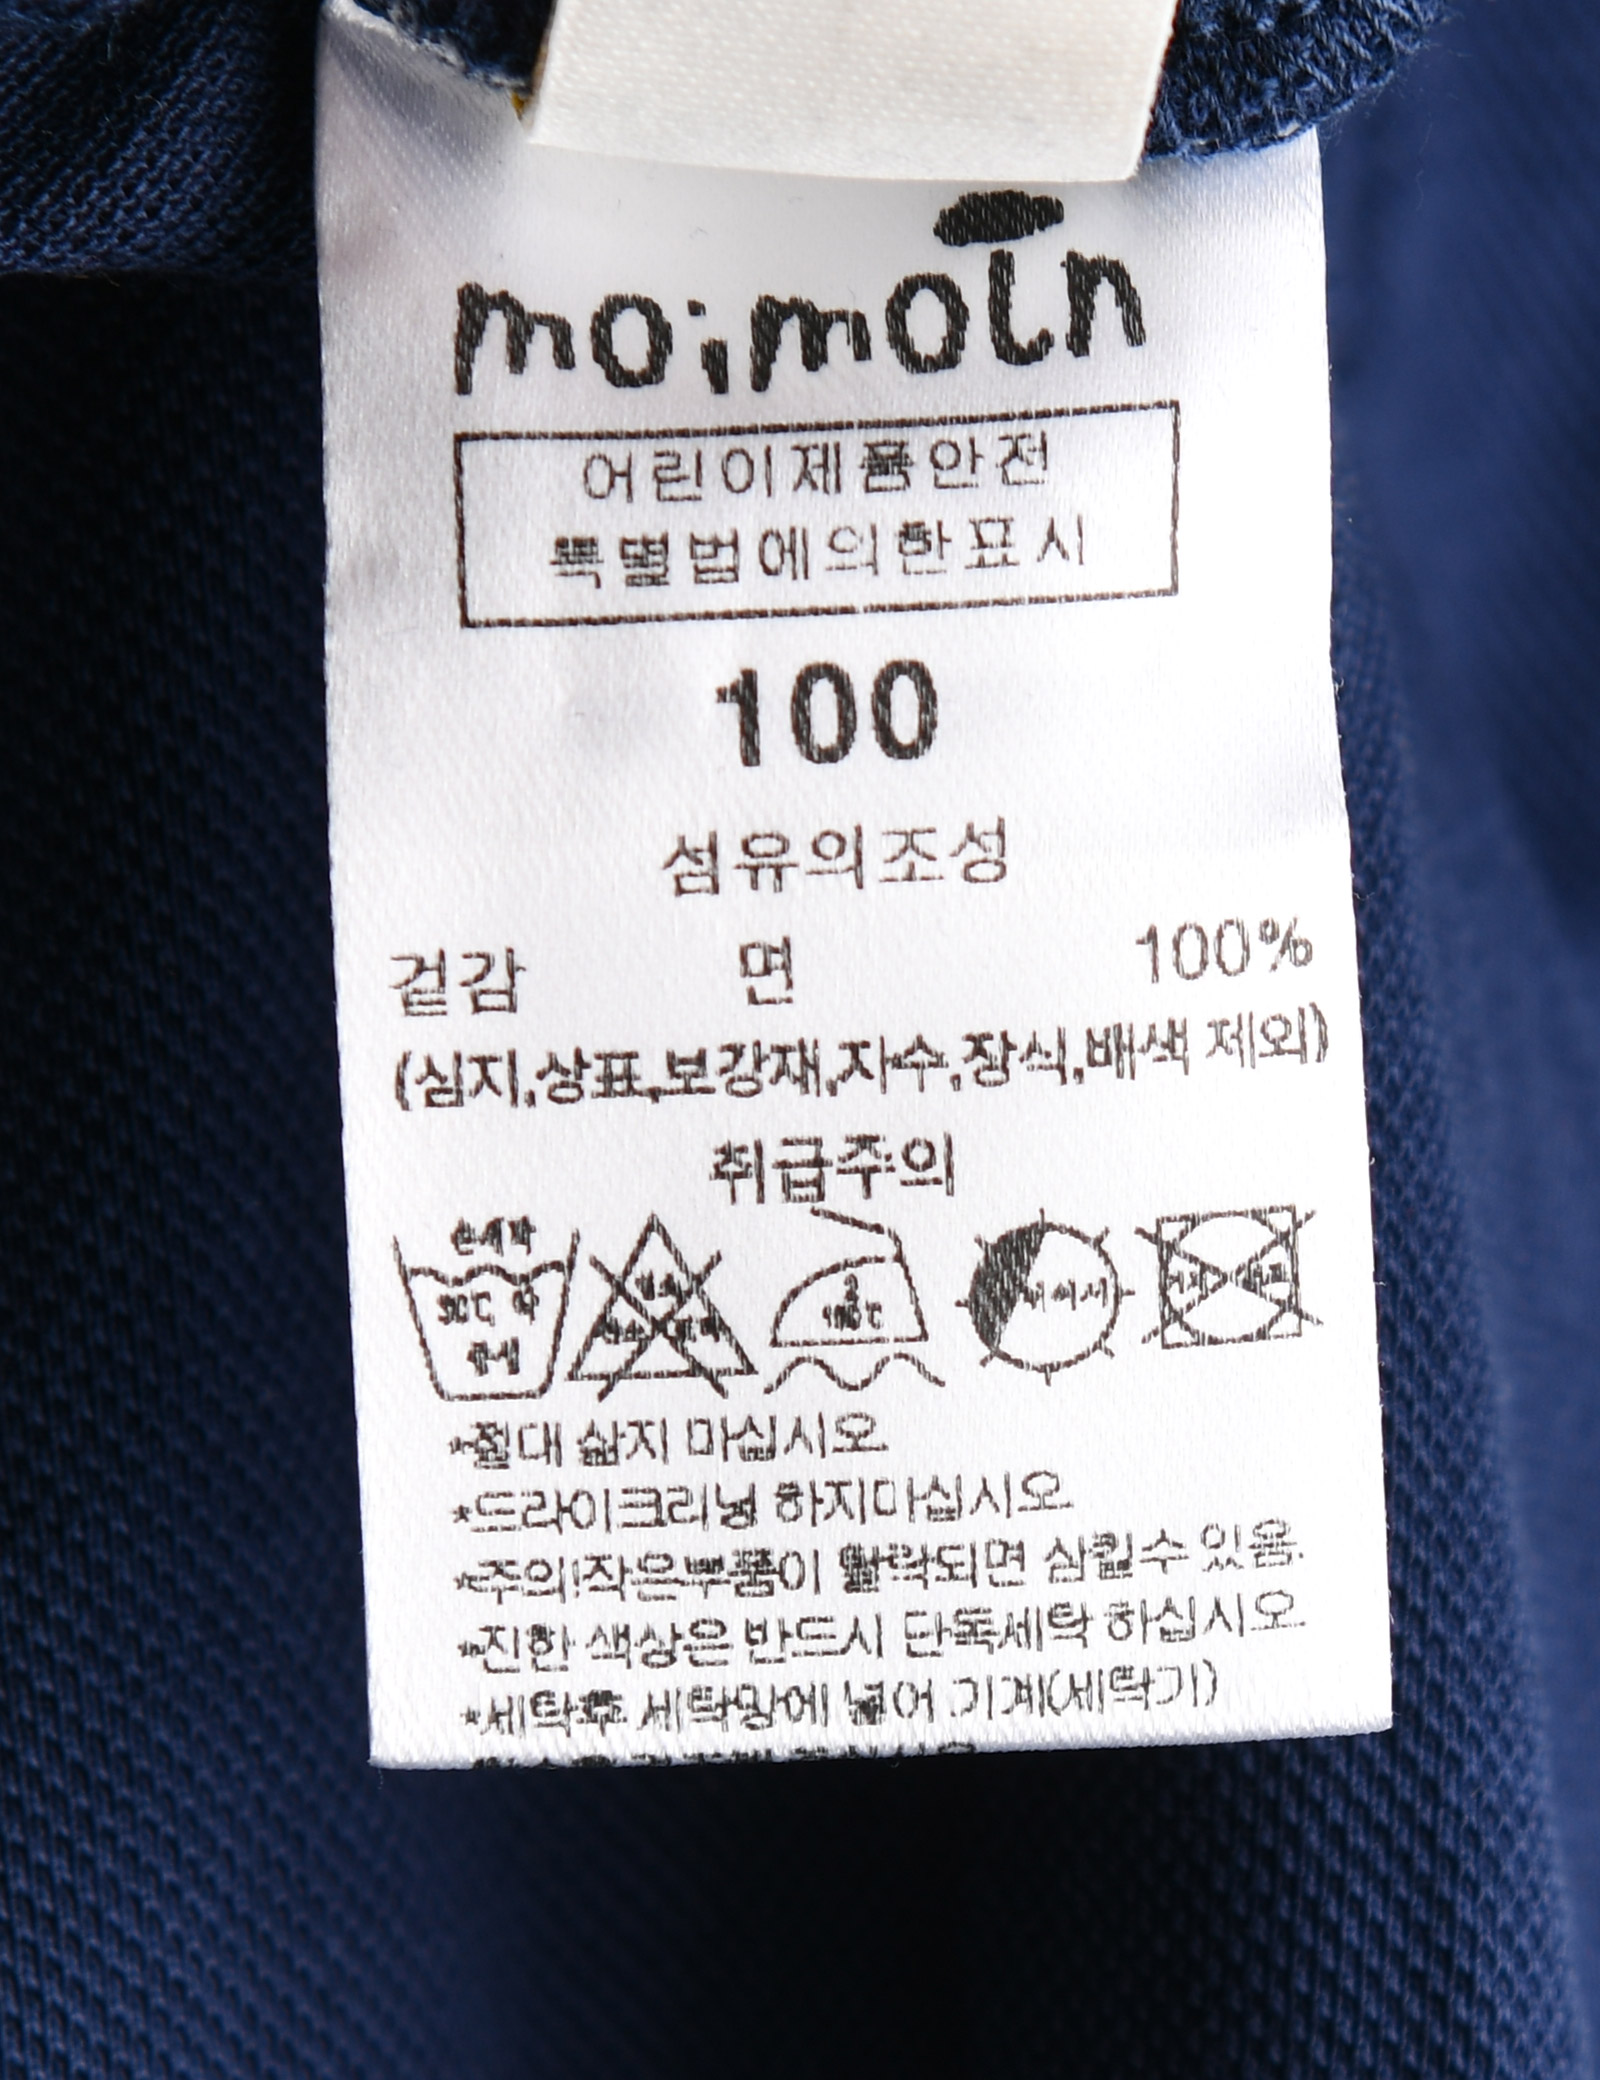 moimoln
어린이제품안전
특별법에의한표시
100
섬유의조성
겉감 면 100%
(심지,상표,보강재,자수,장식,배색 제외)
취급주의
손세탁
30℃ 약
중성
*절대 삶지 마십시오
*드라이크리닝 하지마십시오
*주의!작은부품이 탈락되면 삼킬수 있음.
*진한 색상은 반드시 단독세탁 하십시오
*세탁후 세탁망에 넣어 기계(세탁기)